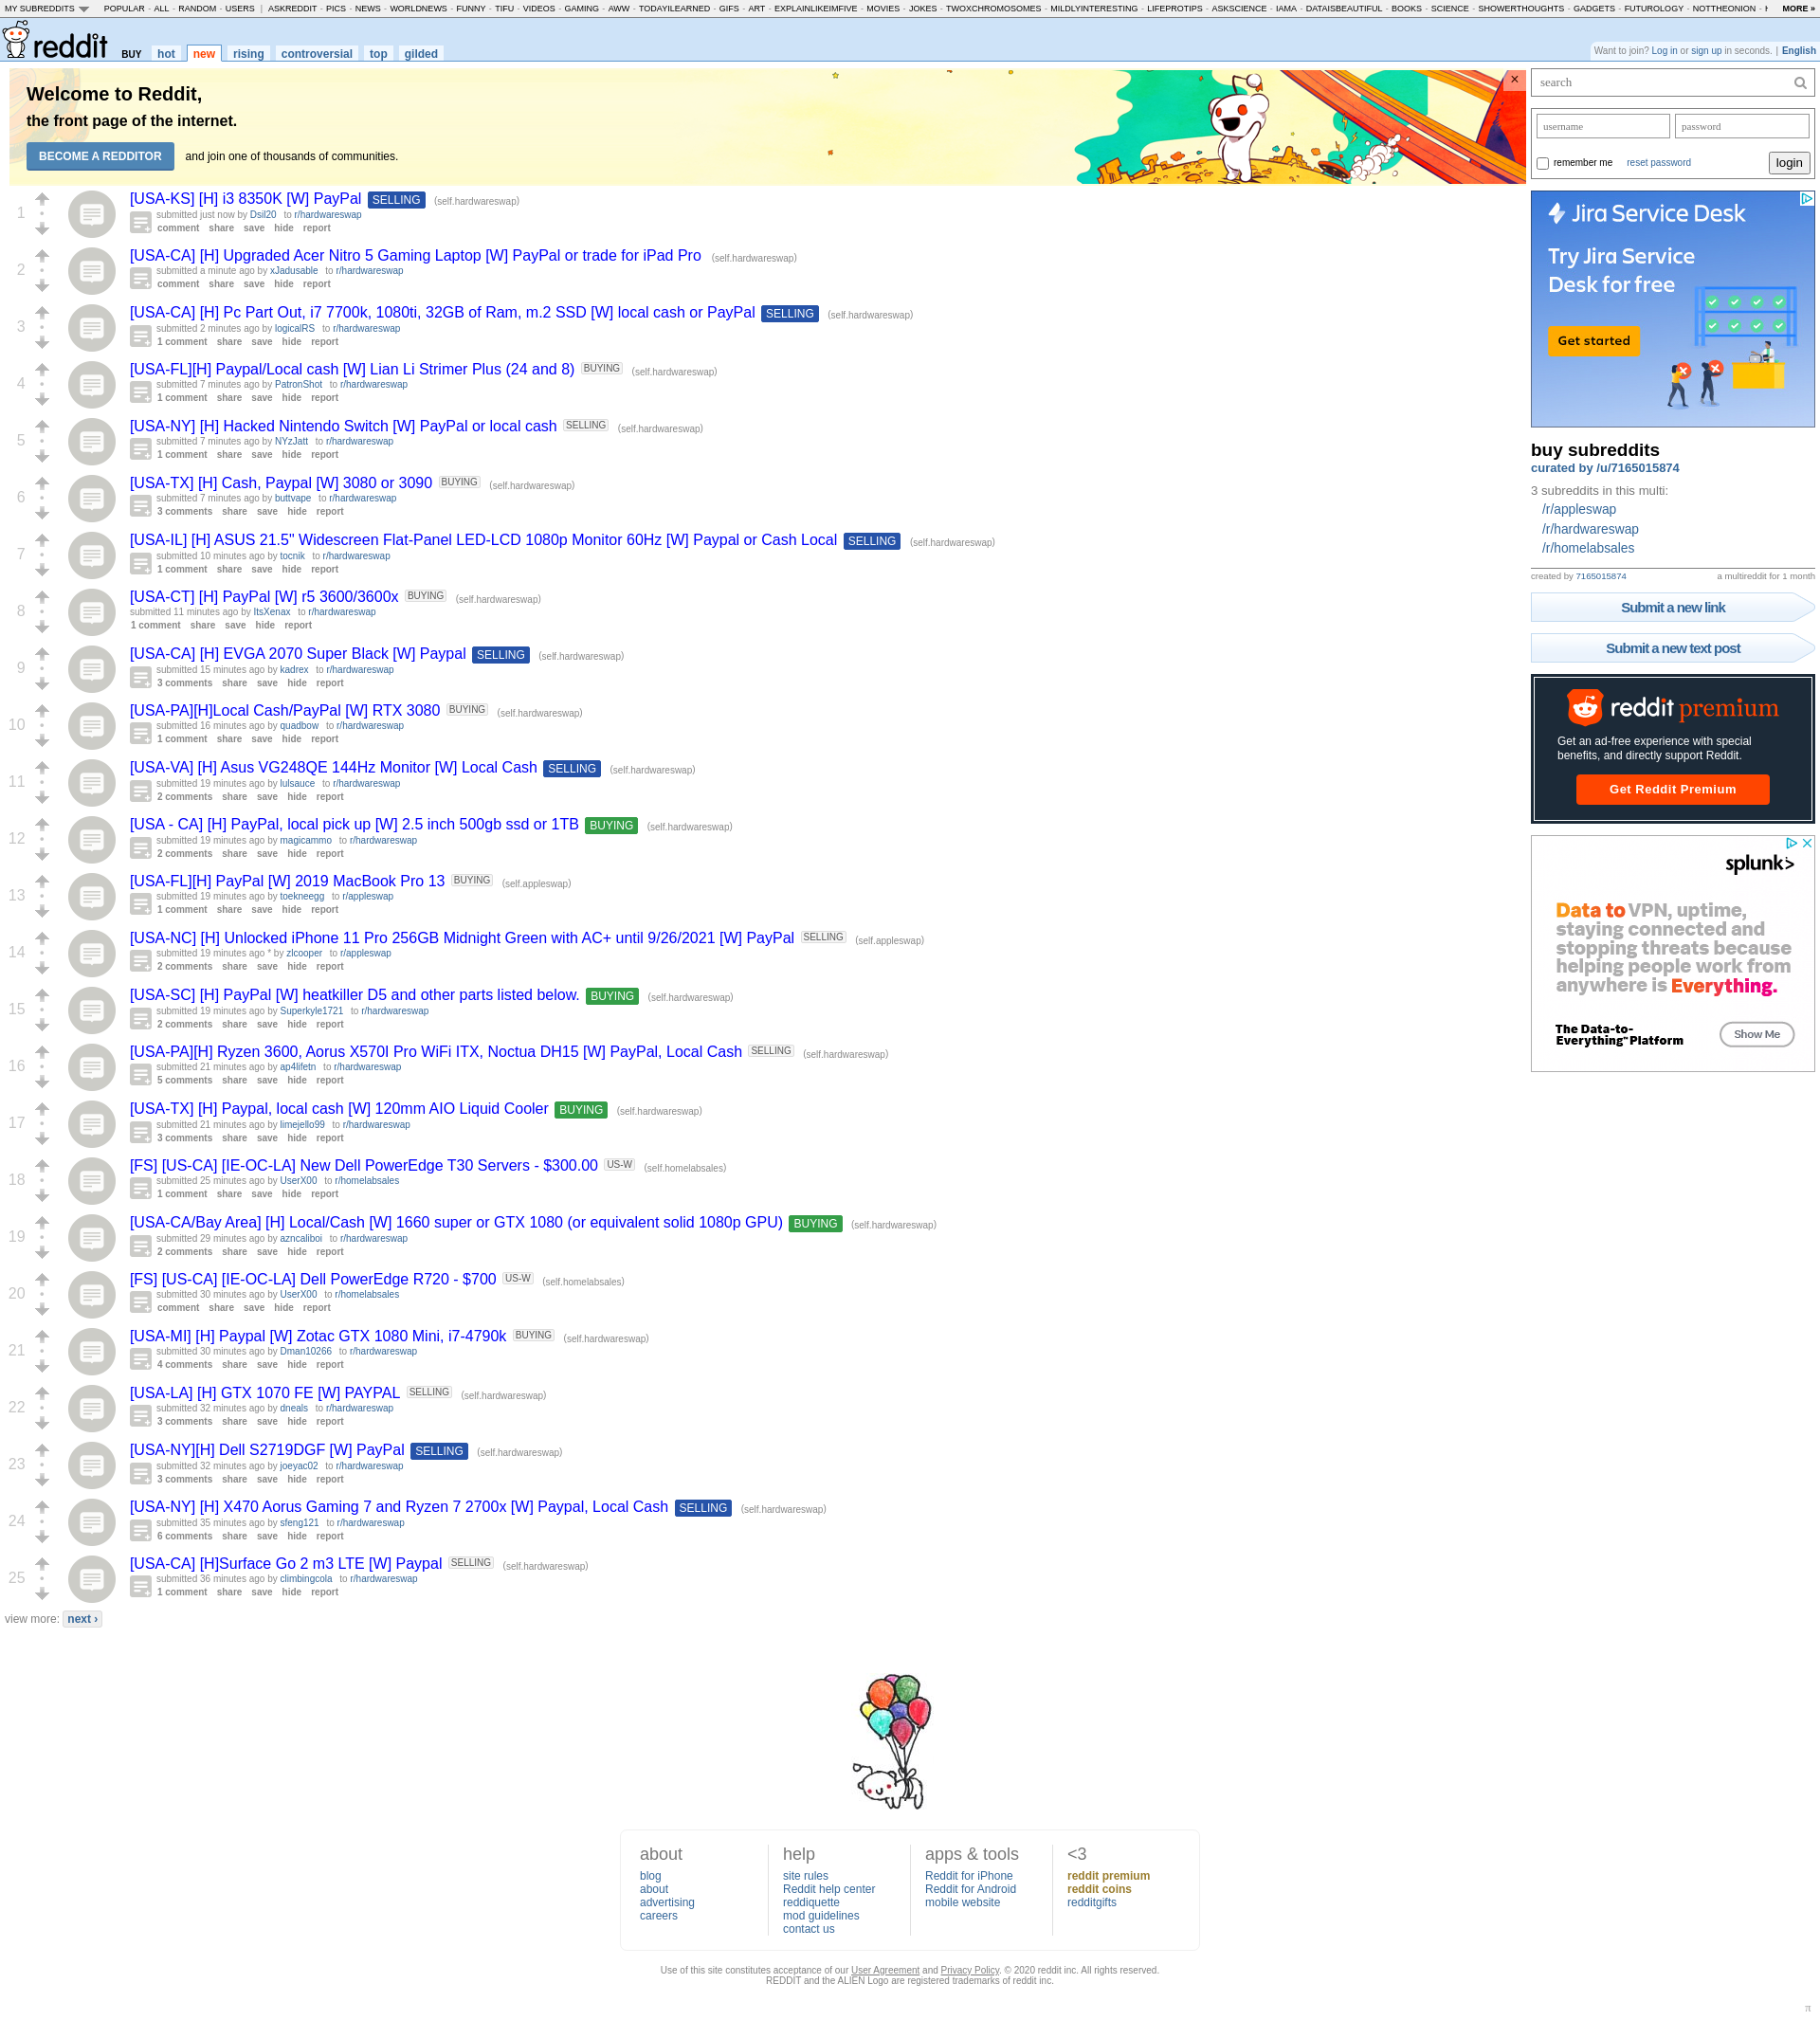 MY SUBREDDITS POPULAR - ALL - RANDOM - USERS | ASKREDDIT - PICS - NEWS - WORLDNEWS - FUNNY - TIFU - VIDEOS - GAMING - AWW - TODAYILEARNED - GIFS - ART - EXPLAINLIKEIMFIVE - MOVIES - JOKES - TWOXCHROMOSOMES - MILDLYINTERESTING - LIFEPROTIPS - ASKSCIENCE - IAMA - DATAISBEAUTIFUL - BOOKS - SCIENCE - SHOWERTHOUGHTS - GADGETS - FUTUROLOGY - NOTTHEONION - MORE »
reddit BUY hot new rising controversial top gilded
Want to join? Log in or sign up in seconds. | English
Welcome to Reddit,
the front page of the internet.
BECOME A REDDITOR and join one of thousands of communities.
×
1
[USA-KS] [H] i3 8350K [W] PayPal SELLING (self.hardwareswap)
submitted just now by Dsil20 to r/hardwareswap
comment share save hide report
2
[USA-CA] [H] Upgraded Acer Nitro 5 Gaming Laptop [W] PayPal or trade for iPad Pro (self.hardwareswap)
submitted a minute ago by xJadusable to r/hardwareswap
comment share save hide report
3
[USA-CA] [H] Pc Part Out, i7 7700k, 1080ti, 32GB of Ram, m.2 SSD [W] local cash or PayPal SELLING (self.hardwareswap)
submitted 2 minutes ago by logicalRS to r/hardwareswap
1 comment share save hide report
4
[USA-FL][H] Paypal/Local cash [W] Lian Li Strimer Plus (24 and 8) BUYING (self.hardwareswap)
submitted 7 minutes ago by PatronShot to r/hardwareswap
1 comment share save hide report
5
[USA-NY] [H] Hacked Nintendo Switch [W] PayPal or local cash SELLING (self.hardwareswap)
submitted 7 minutes ago by NYzJatt to r/hardwareswap
1 comment share save hide report
6
[USA-TX] [H] Cash, Paypal [W] 3080 or 3090 BUYING (self.hardwareswap)
submitted 7 minutes ago by buttvape to r/hardwareswap
3 comments share save hide report
7
[USA-IL] [H] ASUS 21.5" Widescreen Flat-Panel LED-LCD 1080p Monitor 60Hz [W] Paypal or Cash Local SELLING (self.hardwareswap)
submitted 10 minutes ago by tocnik to r/hardwareswap
1 comment share save hide report
8
[USA-CT] [H] PayPal [W] r5 3600/3600x BUYING (self.hardwareswap)
submitted 11 minutes ago by ItsXenax to r/hardwareswap
1 comment share save hide report
9
[USA-CA] [H] EVGA 2070 Super Black [W] Paypal SELLING (self.hardwareswap)
submitted 15 minutes ago by kadrex to r/hardwareswap
3 comments share save hide report
10
[USA-PA][H]Local Cash/PayPal [W] RTX 3080 BUYING (self.hardwareswap)
submitted 16 minutes ago by quadbow to r/hardwareswap
1 comment share save hide report
11
[USA-VA] [H] Asus VG248QE 144Hz Monitor [W] Local Cash SELLING (self.hardwareswap)
submitted 19 minutes ago by lulsauce to r/hardwareswap
2 comments share save hide report
12
[USA - CA] [H] PayPal, local pick up [W] 2.5 inch 500gb ssd or 1TB BUYING (self.hardwareswap)
submitted 19 minutes ago by magicammo to r/hardwareswap
2 comments share save hide report
13
[USA-FL][H] PayPal [W] 2019 MacBook Pro 13 BUYING (self.appleswap)
submitted 19 minutes ago by toekneegg to r/appleswap
1 comment share save hide report
14
[USA-NC] [H] Unlocked iPhone 11 Pro 256GB Midnight Green with AC+ until 9/26/2021 [W] PayPal SELLING (self.appleswap)
submitted 19 minutes ago * by zlcooper to r/appleswap
2 comments share save hide report
15
[USA-SC] [H] PayPal [W] heatkiller D5 and other parts listed below. BUYING (self.hardwareswap)
submitted 19 minutes ago by Superkyle1721 to r/hardwareswap
2 comments share save hide report
16
[USA-PA][H] Ryzen 3600, Aorus X570I Pro WiFi ITX, Noctua DH15 [W] PayPal, Local Cash SELLING (self.hardwareswap)
submitted 21 minutes ago by ap4lifetn to r/hardwareswap
5 comments share save hide report
17
[USA-TX] [H] Paypal, local cash [W] 120mm AIO Liquid Cooler BUYING (self.hardwareswap)
submitted 21 minutes ago by limejello99 to r/hardwareswap
3 comments share save hide report
18
[FS] [US-CA] [IE-OC-LA] New Dell PowerEdge T30 Servers - $300.00 US-W (self.homelabsales)
submitted 25 minutes ago by UserX00 to r/homelabsales
1 comment share save hide report
19
[USA-CA/Bay Area] [H] Local/Cash [W] 1660 super or GTX 1080 (or equivalent solid 1080p GPU) BUYING (self.hardwareswap)
submitted 29 minutes ago by azncaliboi to r/hardwareswap
2 comments share save hide report
20
[FS] [US-CA] [IE-OC-LA] Dell PowerEdge R720 - $700 US-W (self.homelabsales)
submitted 30 minutes ago by UserX00 to r/homelabsales
comment share save hide report
21
[USA-MI] [H] Paypal [W] Zotac GTX 1080 Mini, i7-4790k BUYING (self.hardwareswap)
submitted 30 minutes ago by Dman10266 to r/hardwareswap
4 comments share save hide report
22
[USA-LA] [H] GTX 1070 FE [W] PAYPAL SELLING (self.hardwareswap)
submitted 32 minutes ago by dneals to r/hardwareswap
3 comments share save hide report
23
[USA-NY][H] Dell S2719DGF [W] PayPal SELLING (self.hardwareswap)
submitted 32 minutes ago by joeyac02 to r/hardwareswap
3 comments share save hide report
24
[USA-NY] [H] X470 Aorus Gaming 7 and Ryzen 7 2700x [W] Paypal, Local Cash SELLING (self.hardwareswap)
submitted 35 minutes ago by sfeng121 to r/hardwareswap
6 comments share save hide report
25
[USA-CA] [H]Surface Go 2 m3 LTE [W] Paypal SELLING (self.hardwareswap)
submitted 36 minutes ago by climbingcola to r/hardwareswap
1 comment share save hide report
view more: next ›
search
username password
remember me reset password login
Jira Service Desk
Try Jira Service
Desk for free
Get started
buy subreddits
curated by /u/7165015874
3 subreddits in this multi:
/r/appleswap
/r/hardwareswap
/r/homelabsales
created by 7165015874 a multireddit for 1 month
Submit a new link
Submit a new text post
reddit premium
Get an ad-free experience with special
benefits, and directly support Reddit.
Get Reddit Premium
splunk>
Data to VPN, uptime,
staying connected and
stopping threats because
helping people work from
anywhere is Everything.
The Data-to-
Everything™ Platform
Show Me
about
blog
about
advertising
careers
help
site rules
Reddit help center
reddiquette
mod guidelines
contact us
apps & tools
Reddit for iPhone
Reddit for Android
mobile website
<3
reddit premium
reddit coins
redditgifts
Use of this site constitutes acceptance of our User Agreement and Privacy Policy. © 2020 reddit inc. All rights reserved.
REDDIT and the ALIEN Logo are registered trademarks of reddit inc.
π